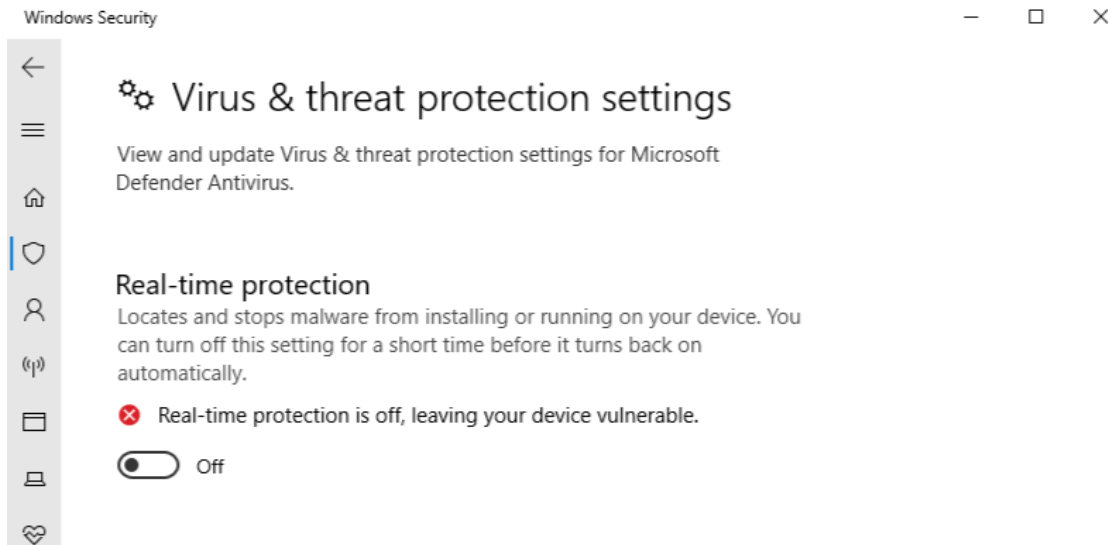 Windows Security
Virus & threat protection settings
View and update Virus & threat protection settings for Microsoft
Defender Antivirus.
Real-time protection
Locates and stops malware from installing or running on your device. You
can turn off this setting for a short time before it turns back on
automatically.
Real-time protection is off, leaving your device vulnerable.
Off